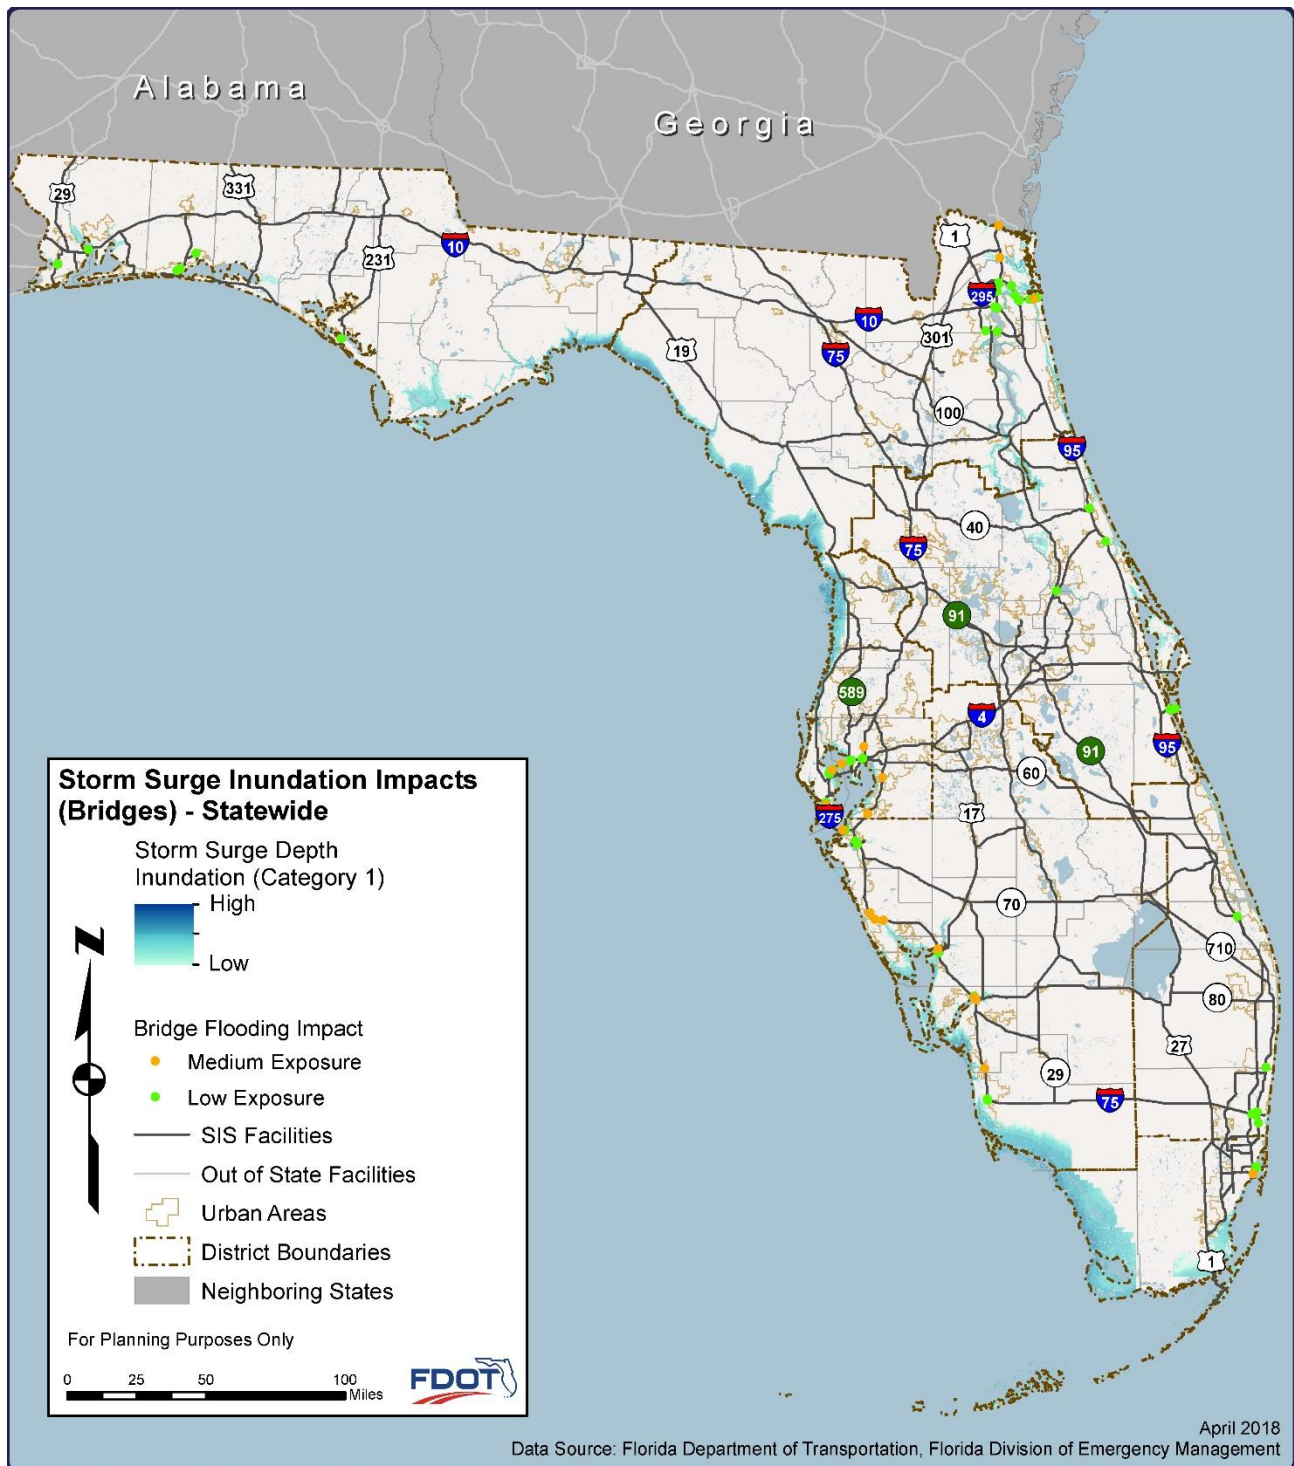 Alabama
Georgia
29
331
231
10
1
295
10
301
19
75
100
95
40
75
91
589
4
91
95
60
275
17
70
710
80
27
29
75
1
Storm Surge Inundation Impacts
(Bridges) - Statewide
Storm Surge Depth
Inundation (Category 1)
High
Low
N
Bridge Flooding Impact
Medium Exposure
Low Exposure
SIS Facilities
Out of State Facilities
Urban Areas
District Boundaries
Neighboring States
For Planning Purposes Only
0 25 50 100
Miles
FDOT
April 2018
Data Source: Florida Department of Transportation, Florida Division of Emergency Management